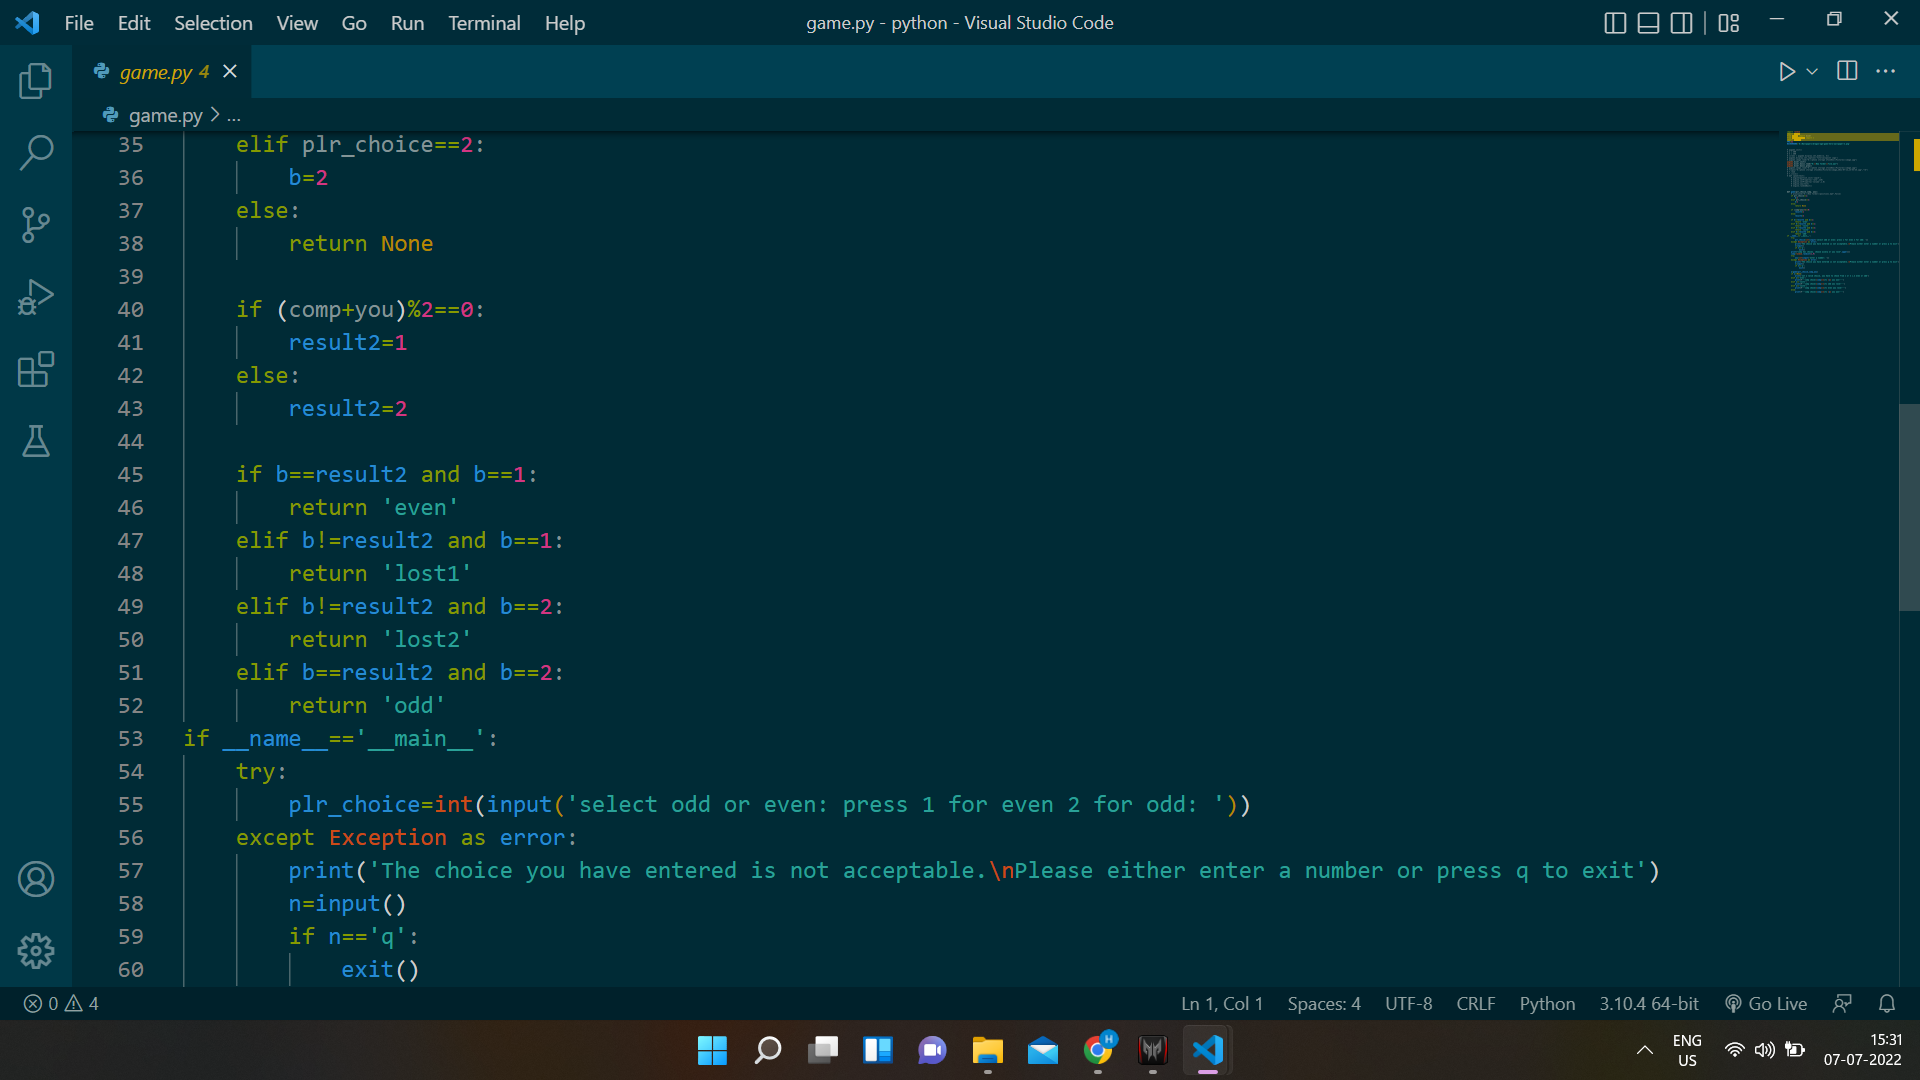 File Edit Selection View Go Run Terminal Help game.py - python - Visual Studio Code
game.py 4
game.py > ...
35 elif plr_choice==2:
36 b=2
37 else:
38 return None
39
40 if (comp+you)%2==0:
41 result2=1
42 else:
43 result2=2
44
45 if b==result2 and b==1:
46 return 'even'
47 elif b!=result2 and b==1:
48 return 'lost1'
49 elif b!=result2 and b==2:
50 return 'lost2'
51 elif b==result2 and b==2:
52 return 'odd'
53 if __name__=='__main__':
54 try:
55 plr_choice=int(input('select odd or even: press 1 for even 2 for odd: '))
56 except Exception as error:
57 print('The choice you have entered is not acceptable.\nPlease either enter a number or press q to exit')
58 n=input()
59 if n=='q':
60 exit()
0 4 Ln 1, Col 1 Spaces: 4 UTF-8 CRLF Python 3.10.4 64-bit Go Live
H
ENG
US
15:31
07-07-2022